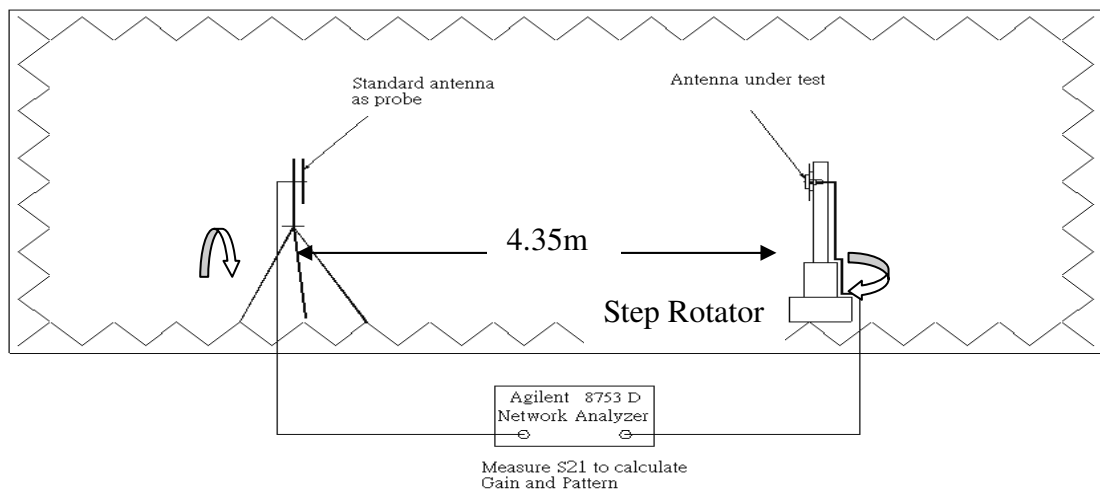 Standard antenna
as probe
Antenna under test
4.35m
Step Rotator
Agilent 8753 D
Network Analyzer
Measure S21 to calculate
Gain and Pattern